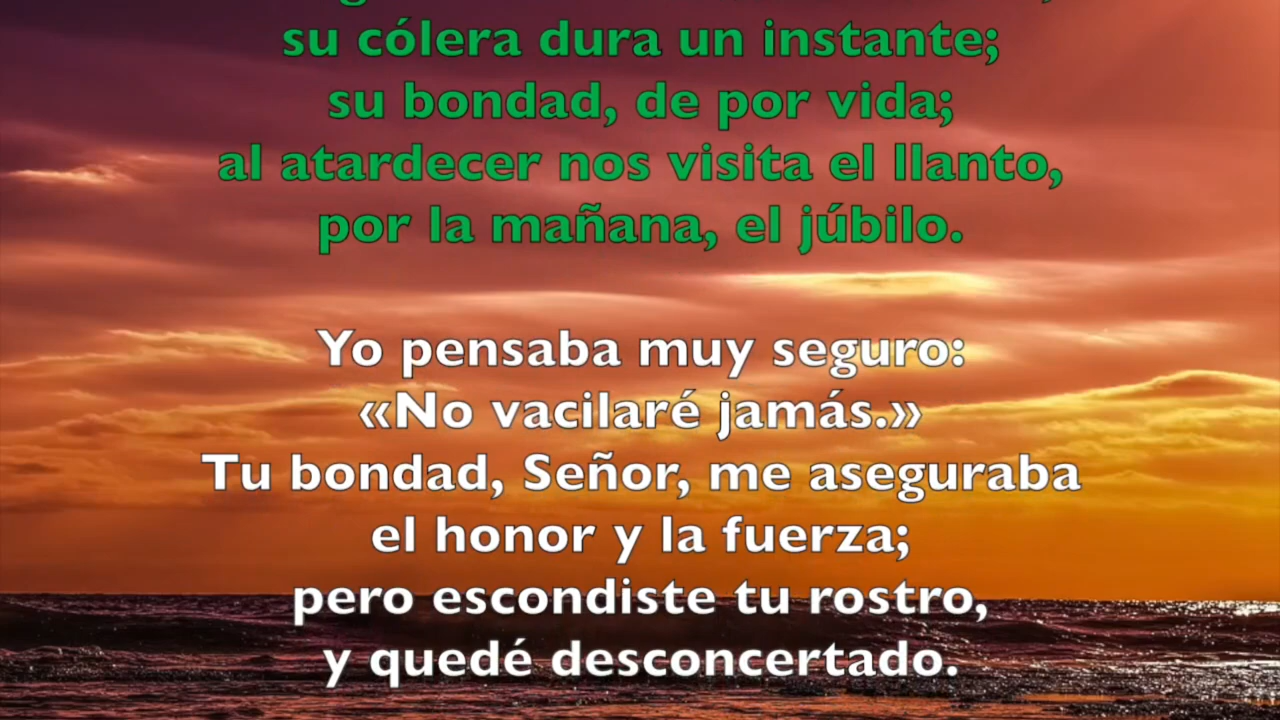 su cólera dura un instante;
su bondad, de por vida;
al atardecer nos visita el llanto,
por la mañana, el júbilo.
Yo pensaba muy seguro:
«No vacilaré jamás.»
Tu bondad, Señor, me aseguraba
el honor y la fuerza;
pero escondiste tu rostro,
y quedé desconcertado.